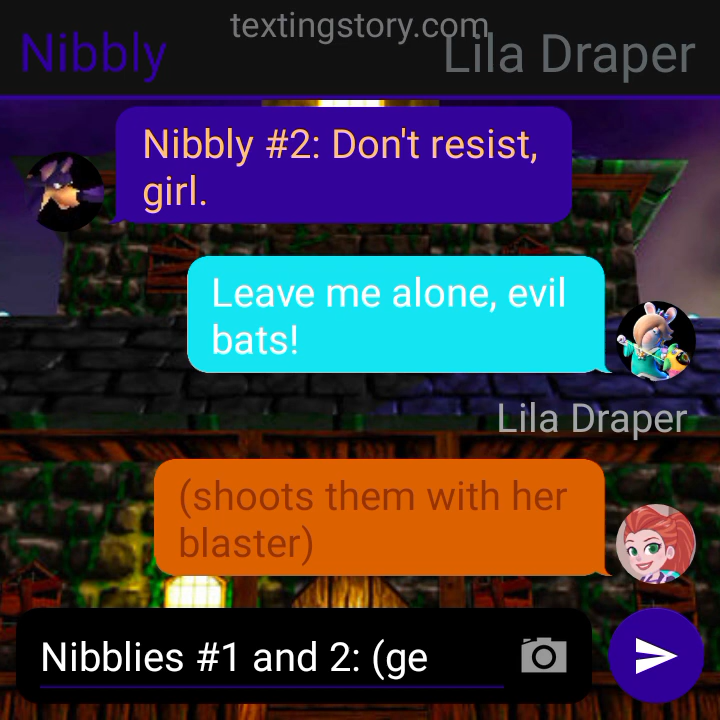 textingstory.com
Nibbly
Lila Draper
Nibbly #2: Don't resist,
girl.
Leave me alone, evil
bats!
Lila Draper
(shoots them with her
blaster)
Nibblies #1 and 2: (ge